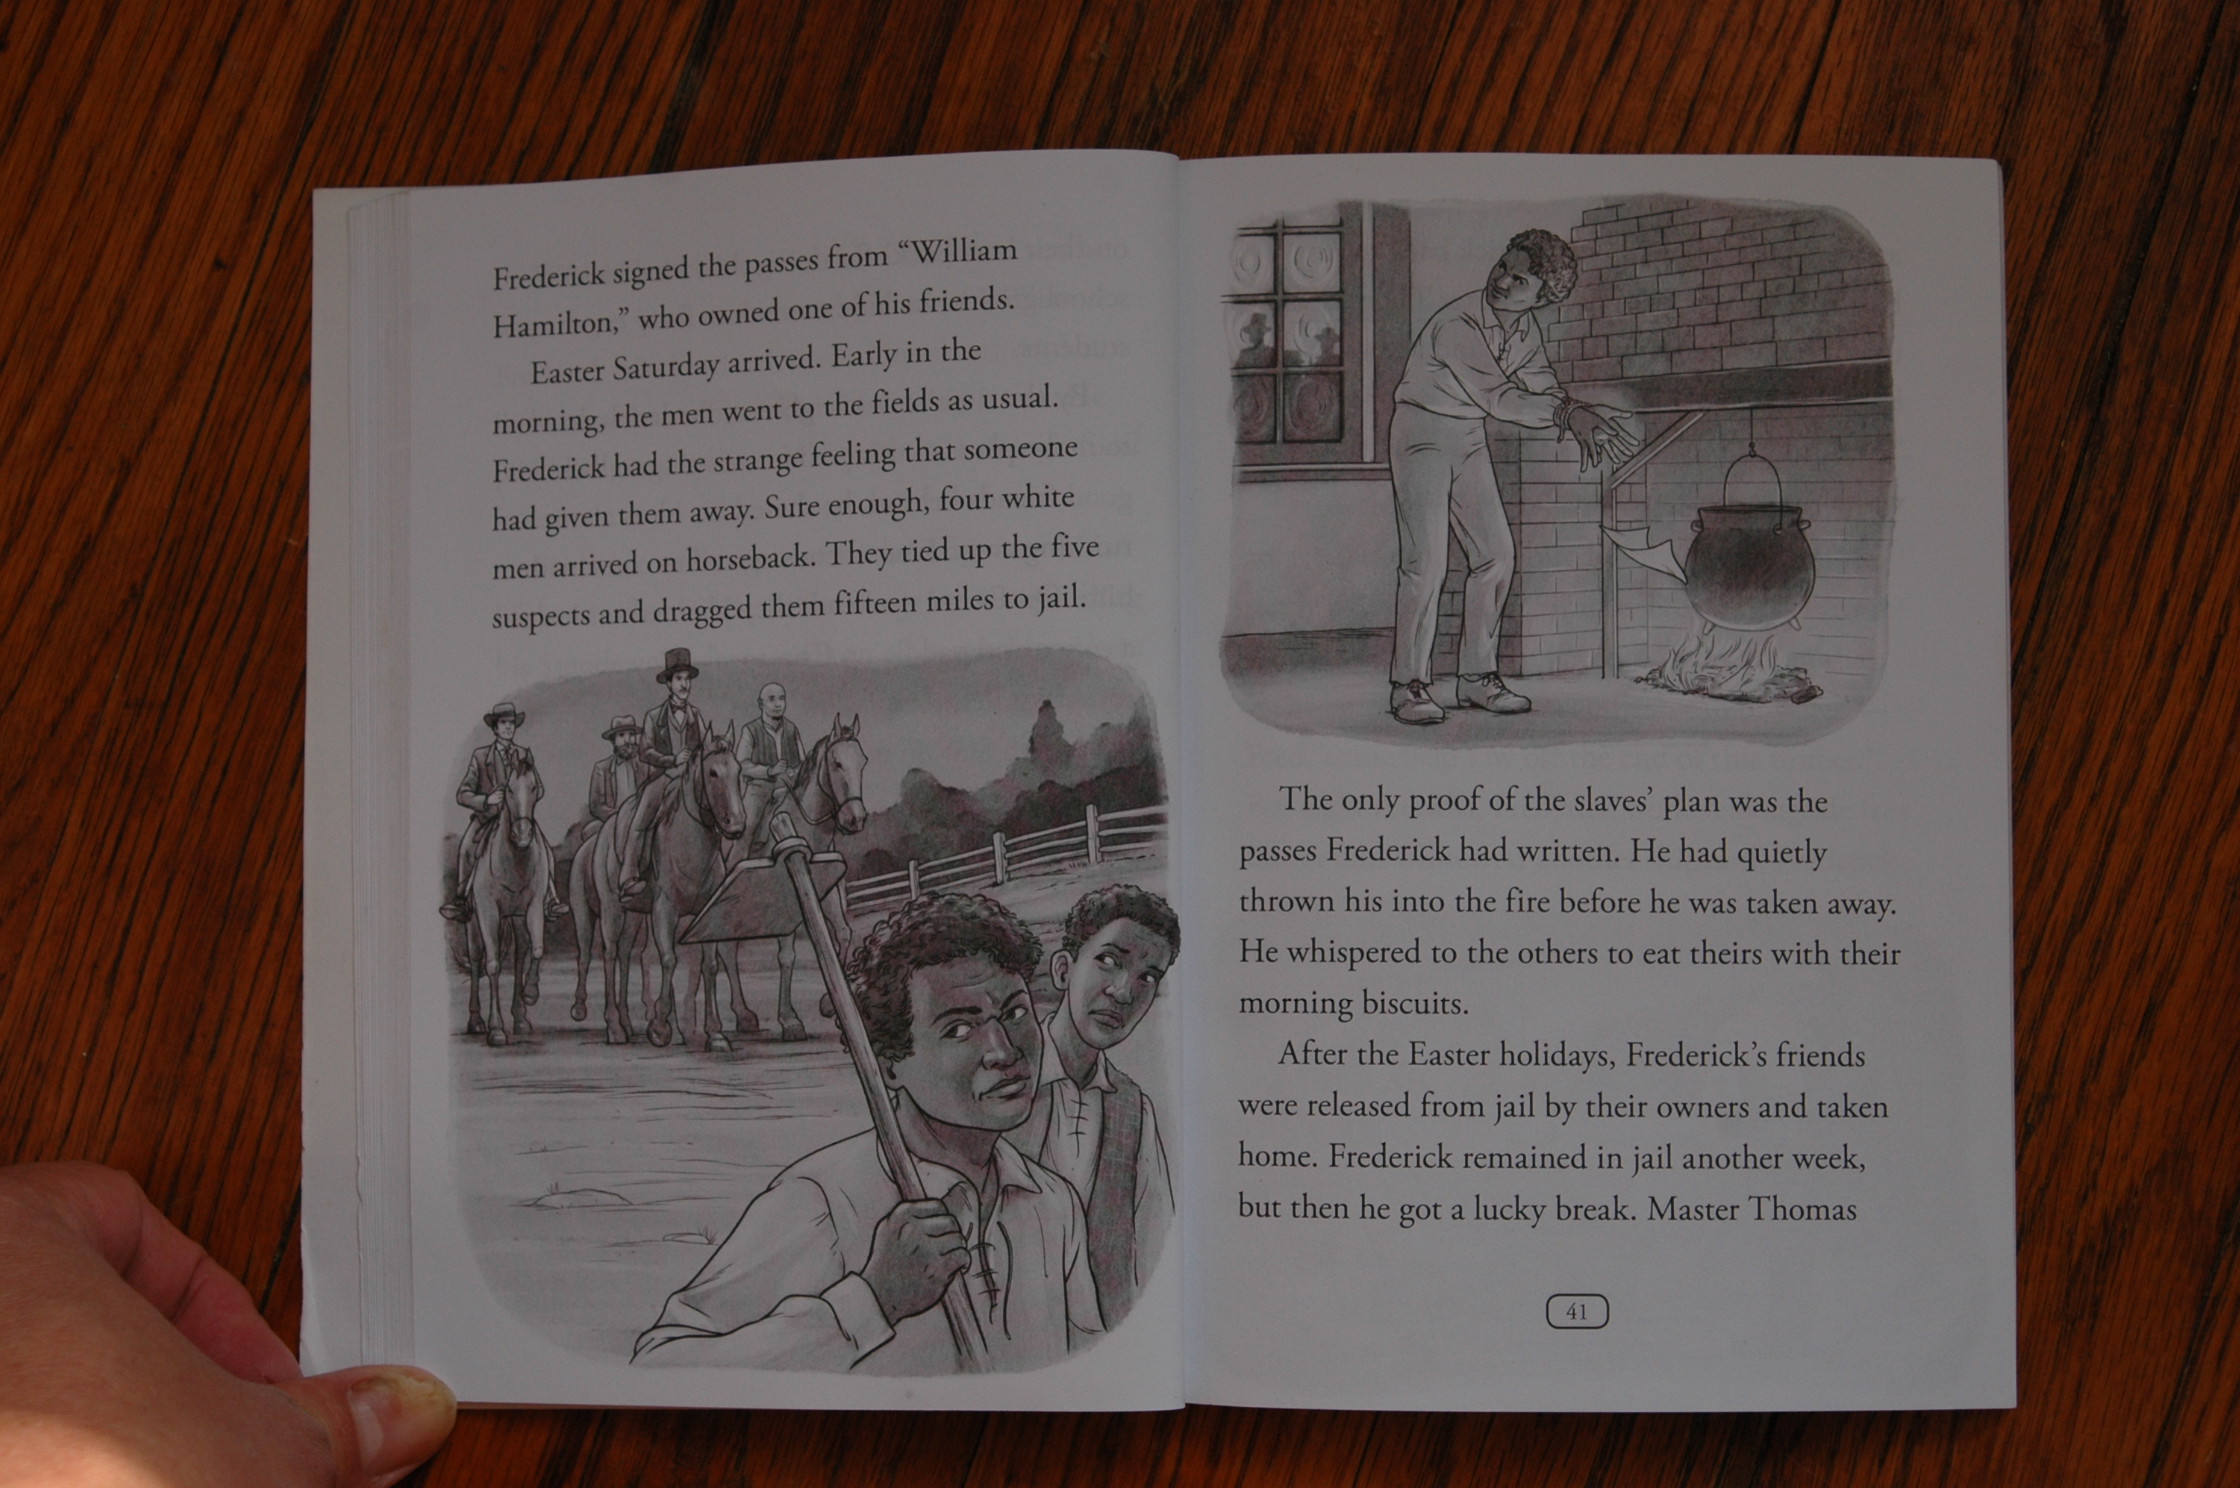 Frederick signed the passes from “William
Hamilton,” who owned one of his friends.
Easter Saturday arrived. Early in the
morning, the men went to the fields as usual.
Frederick had the strange feeling that someone
had given them away. Sure enough, four white
men arrived on horseback. They tied up the five
suspects and dragged them fifteen miles to jail.
The only proof of the slaves’ plan was the
passes Frederick had written. He had quietly
thrown his into the fire before he was taken away.
He whispered to the others to eat theirs with their
morning biscuits.
After the Easter holidays, Frederick’s friends
were released from jail by their owners and taken
home. Frederick remained in jail another week,
but then he got a lucky break. Master Thomas
41